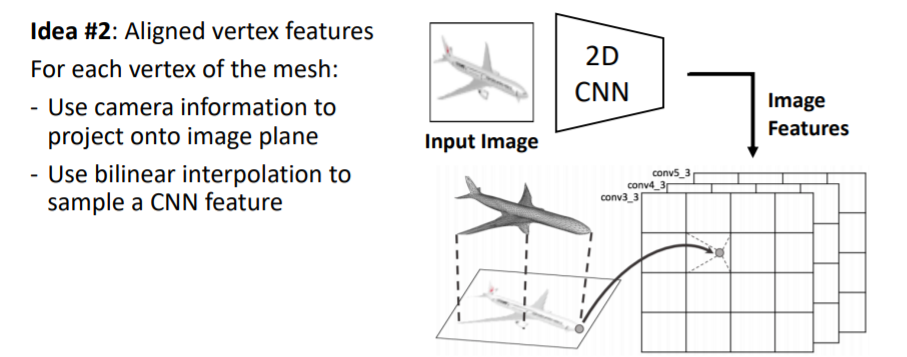 Idea #2: Aligned vertex features
For each vertex of the mesh:
- Use camera information to
project onto image plane
- Use bilinear interpolation to
sample a CNN feature
Input Image
2D
CNN
Image
Features
conv5_3
conv4_3
conv3_3